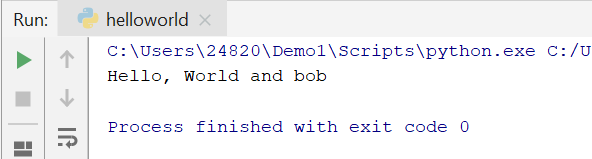 Run: helloworld
C:\Users\24820\Demo1\Scripts\python.exe C:/U
Hello, World and bob
Process finished with exit code 0